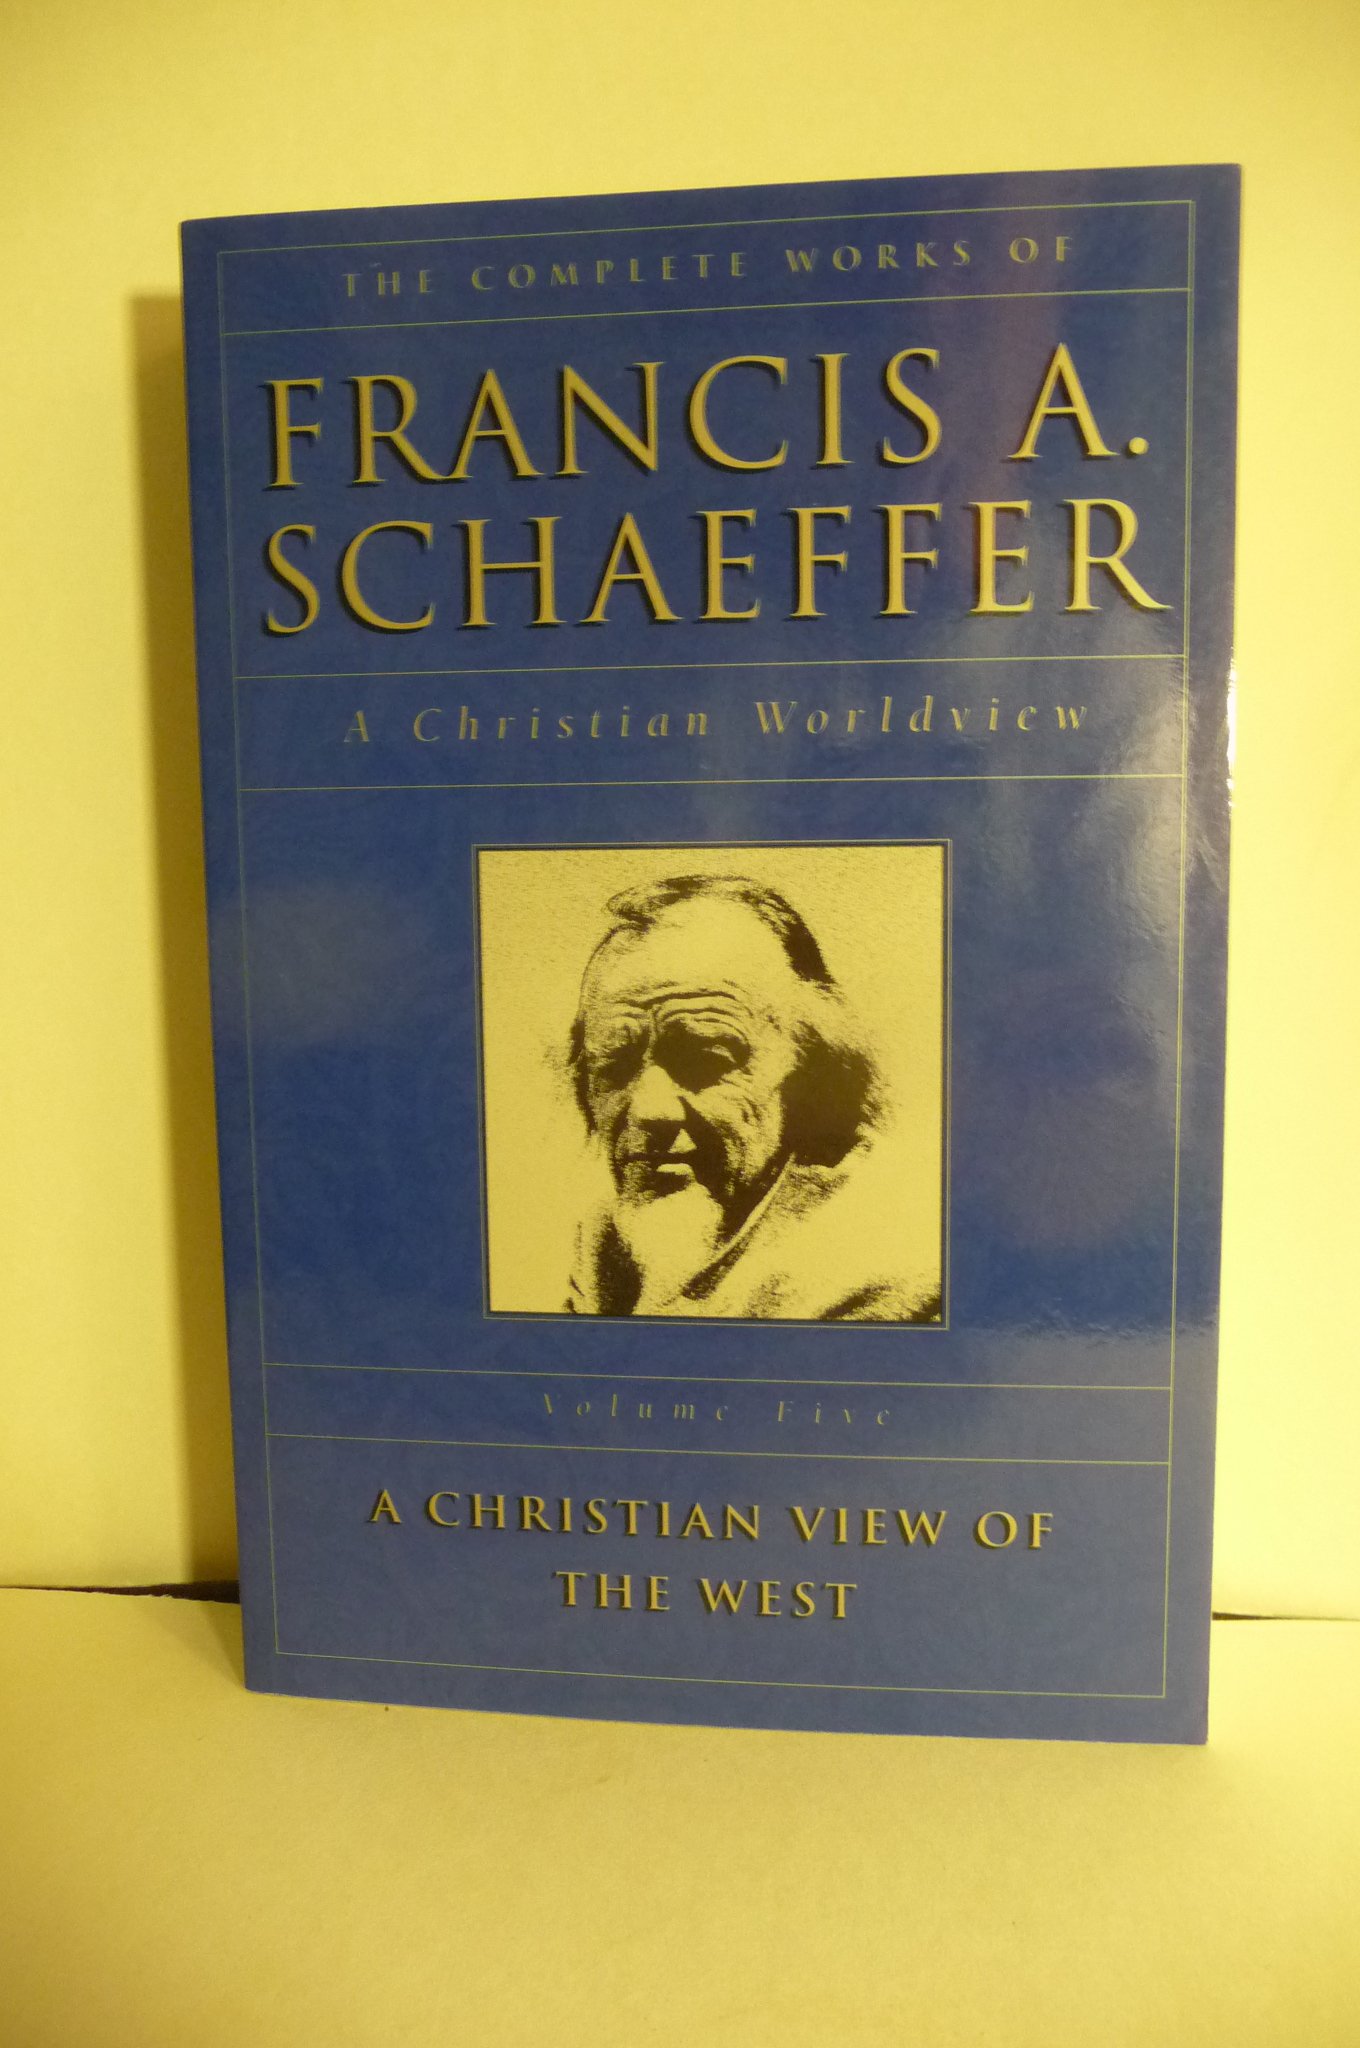 THE COMPLETE WORKS OF
FRANCIS A.
SCHAEFFER
A Christian Worldview
Volume Five
A CHRISTIAN VIEW OF
THE WEST